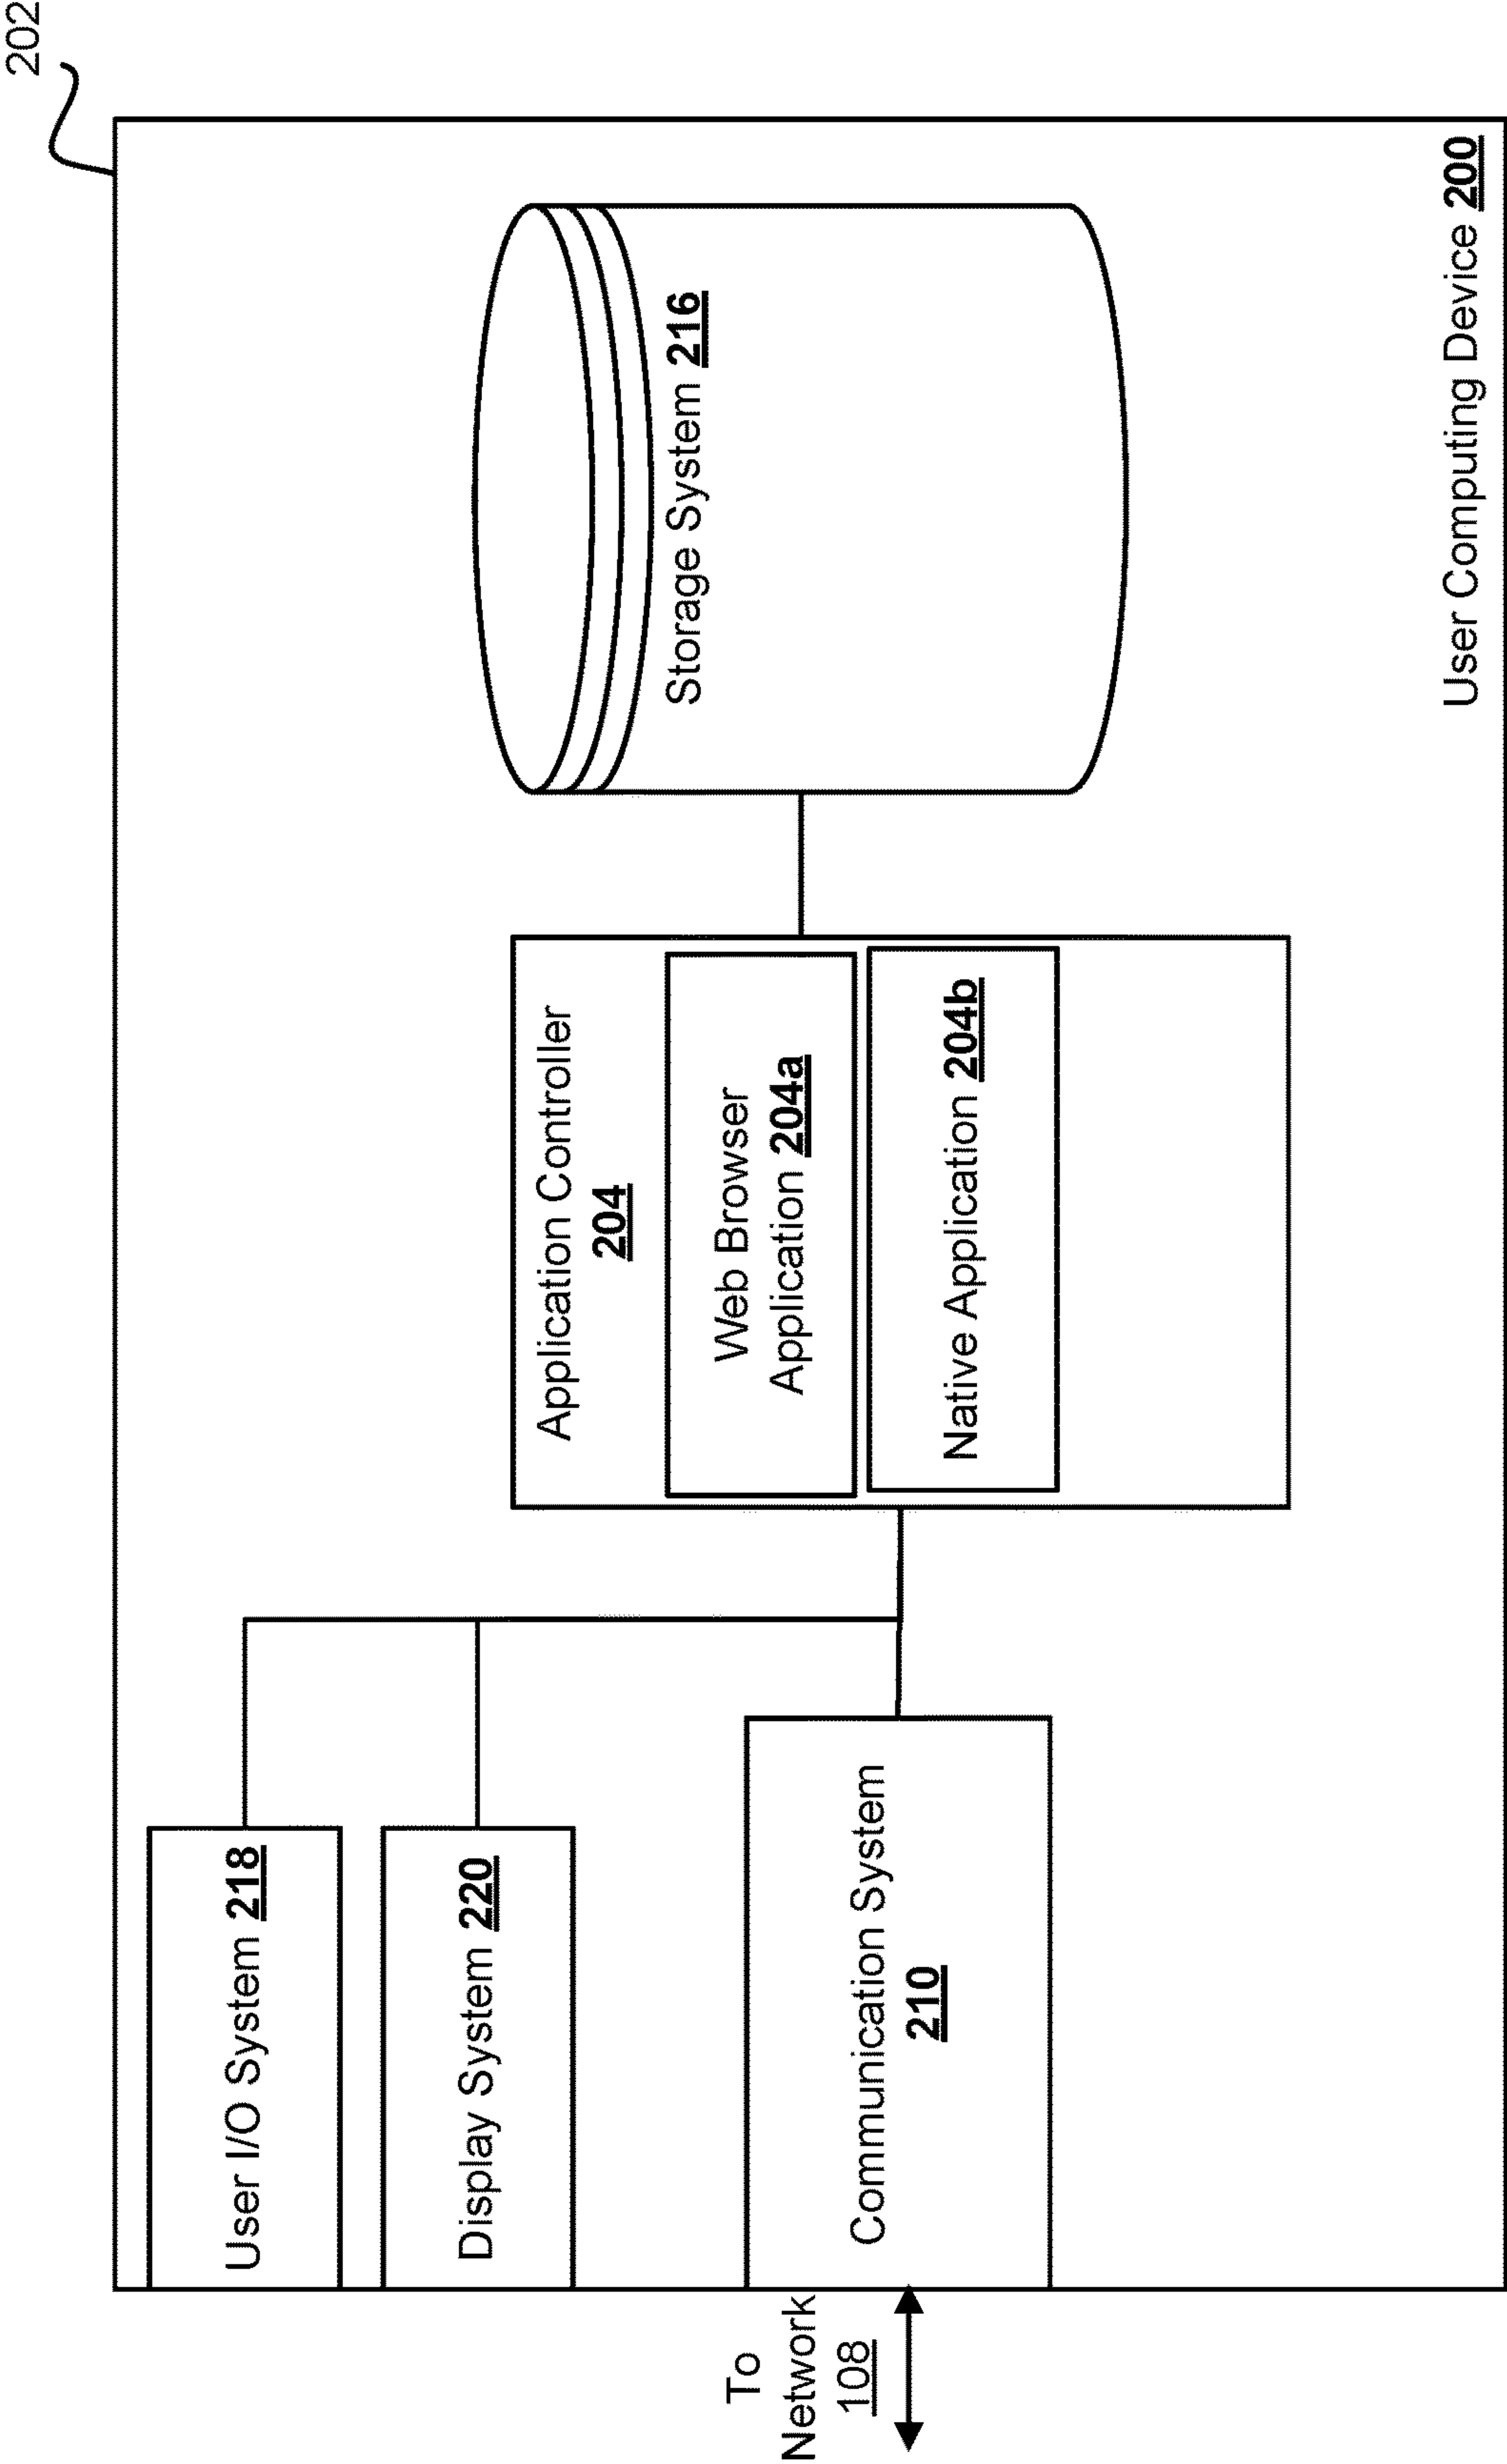 202
User I/O System 218
Display System 220
Communication System
210
To
Network
108
Application Controller
204
Web Browser
Application 204a
Native Application 204b
Storage System 216
User Computing Device 200